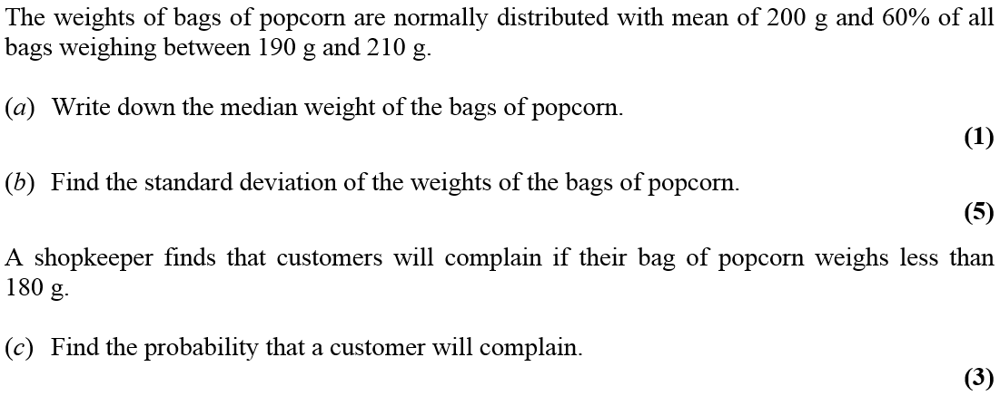 The weights of bags of popcorn are normally distributed with mean of 200 g and 60% of all
bags weighing between 190 g and 210 g.
(a) Write down the median weight of the bags of popcorn.
(1)
(b) Find the standard deviation of the weights of the bags of popcorn.
(5)
A shopkeeper finds that customers will complain if their bag of popcorn weighs less than
180 g.
(c) Find the probability that a customer will complain.
(3)